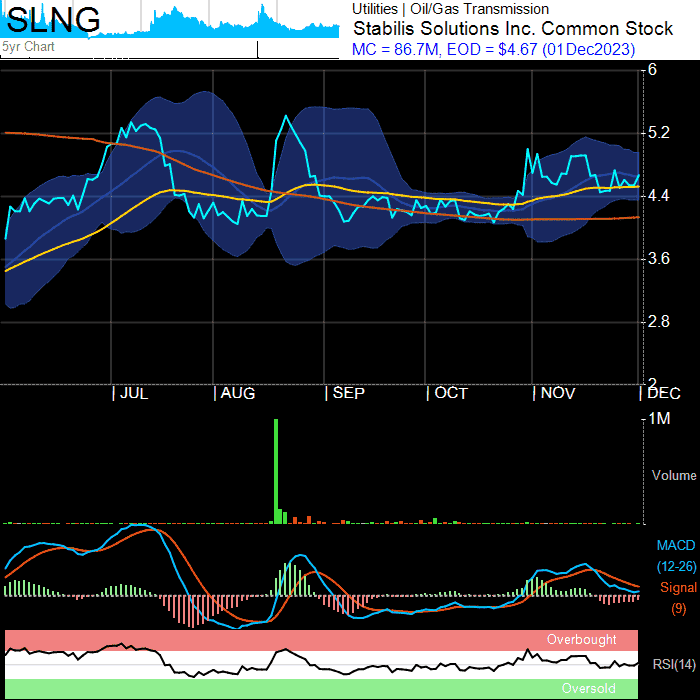 SLNG
5yr Chart
Utilities | Oil/Gas Transmission
Stabilis Solutions Inc. Common Stock
MC = 86.7M, EOD = $4.67 (01Dec2023)
6
5.2
4.4
3.6
2.8
2
JUL
AUG
SEP
OCT
NOV
DEC
1M
Volume
MACD
(12-26)
Signal
(9)
Overbought
RSI(14)
Oversold